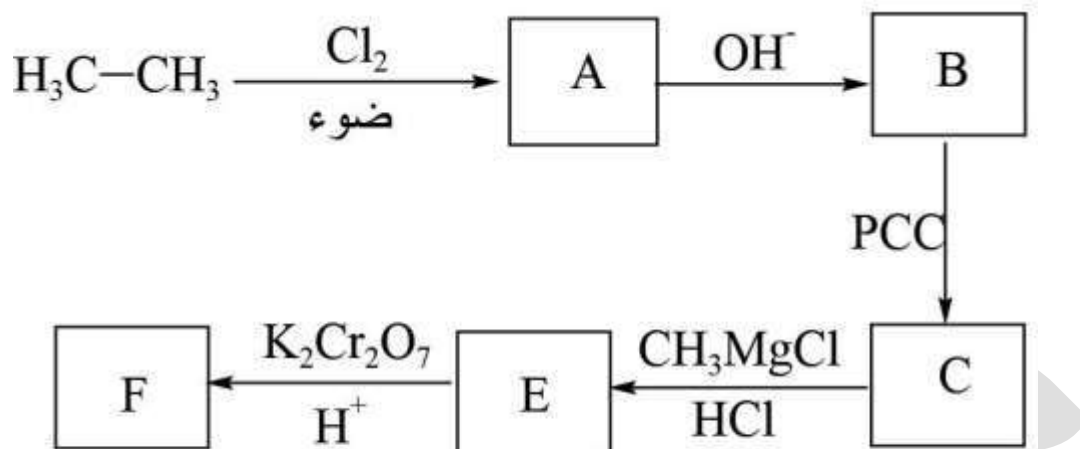 H₃C−CH₃ Cl₂ ضوء A OH⁻ B
PCC
F K₂Cr₂O₇ H⁺ E CH₃MgCl HCl C